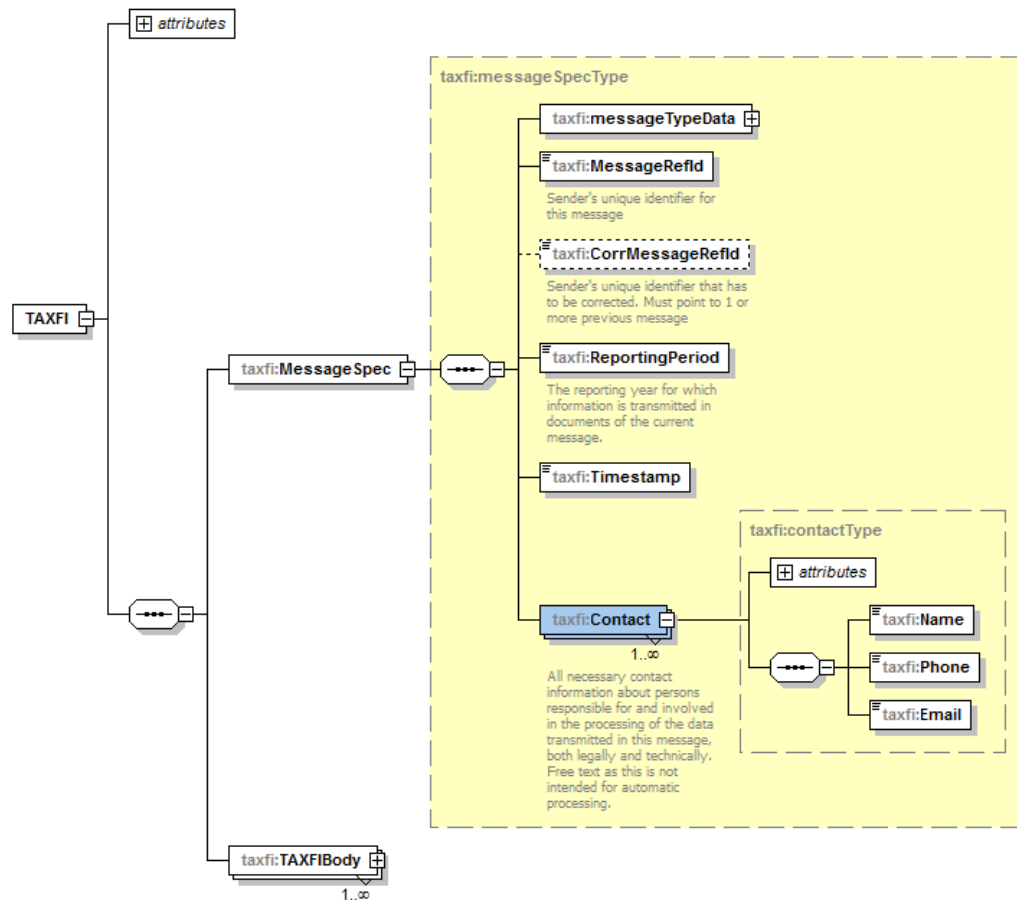 attributes
taxfi:messageSpecType
taxfi:messageTypeData
taxfi:MessageRefId
Sender's unique identifier for
this message
taxfi:CorrMessageRefId
Sender's unique identifier that has
to be corrected. Must point to 1 or
more previous message
TAXFI
taxfi:MessageSpec
taxfi:ReportingPeriod
The reporting year for which
information is transmitted in
documents of the current
message.
taxfi:Timestamp
taxfi:contactType
attributes
taxfi:Contact
1..∞
All necessary contact
information about persons
responsible for and involved
in the processing of the data
transmitted in this message,
both legally and technically.
Free text as this is not
intended for automatic
processing.
taxfi:Name
taxfi:Phone
taxfi:Email
taxfi:TAXFIBody
1..∞